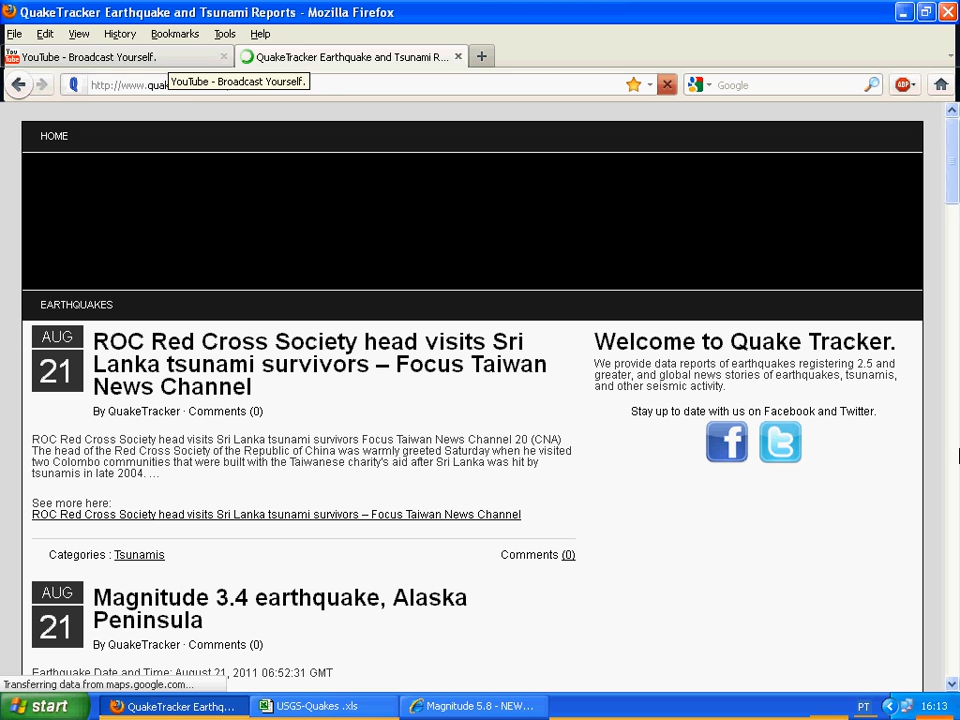 QuakeTracker Earthquake and Tsunami Reports - Mozilla Firefox
File Edit View History Bookmarks Tools Help
YouTube - Broadcast Yourself.
QuakeTracker Earthquake and Tsunami R...
http://www.quak
YouTube - Broadcast Yourself.
Google
ABP
HOME
EARTHQUAKES
AUG
21
ROC Red Cross Society head visits Sri
Lanka tsunami survivors – Focus Taiwan
News Channel
By QuakeTracker · Comments (0)
ROC Red Cross Society head visits Sri Lanka tsunami survivors Focus Taiwan News Channel 20 (CNA)
The head of the Red Cross Society of the Republic of China was warmly greeted Saturday when he visited
two Colombo communities that were built with the Taiwanese charity's aid after Sri Lanka was hit by
tsunami in late 2004. …
See more here:
ROC Red Cross Society head visits Sri Lanka tsunami survivors – Focus Taiwan News Channel
Categories : Tsunamis
Comments (0)
Welcome to Quake Tracker.
We provide data reports of earthquakes registering 2.5 and
greater, and global news stories of earthquakes, tsunamis,
and other seismic activity.
Stay up to date with us on Facebook and Twitter.
AUG
21
Magnitude 3.4 earthquake, Alaska
Peninsula
By QuakeTracker · Comments (0)
Earthquake Date and Time: August 21, 2011 06:52:31 GMT
Transferring data from maps.google.com...
start
QuakeTracker Earthq...
USGS-Quakes .xls
Magnitude 5.8 - NEW...
PT
16:13